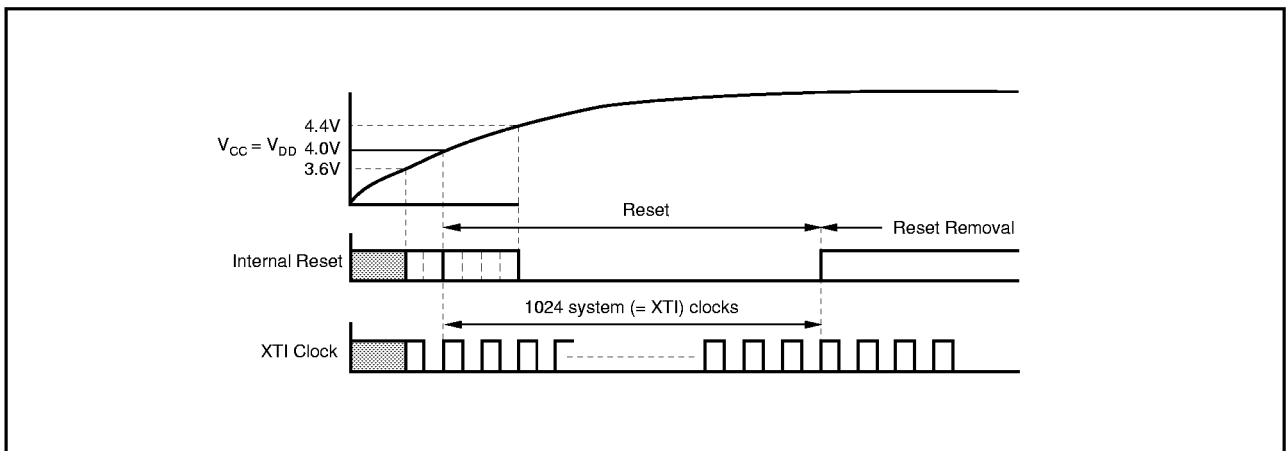 4.4V
V_CC = V_DD 4.0V
3.6V
Reset
Reset Removal
Internal Reset
1024 system (= XTI) clocks
XTI Clock